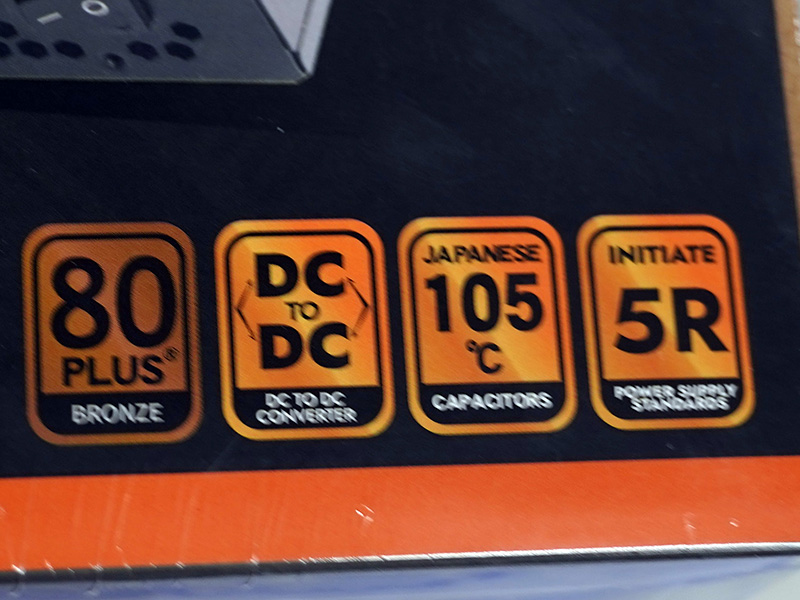 80
PLUS®
BRONZE
DC
TO
DC
DC TO DC
CONVERTER
JAPANESE
105
°C
CAPACITORS
INITIATE
5R
POWER SUPPLY
STANDARDS